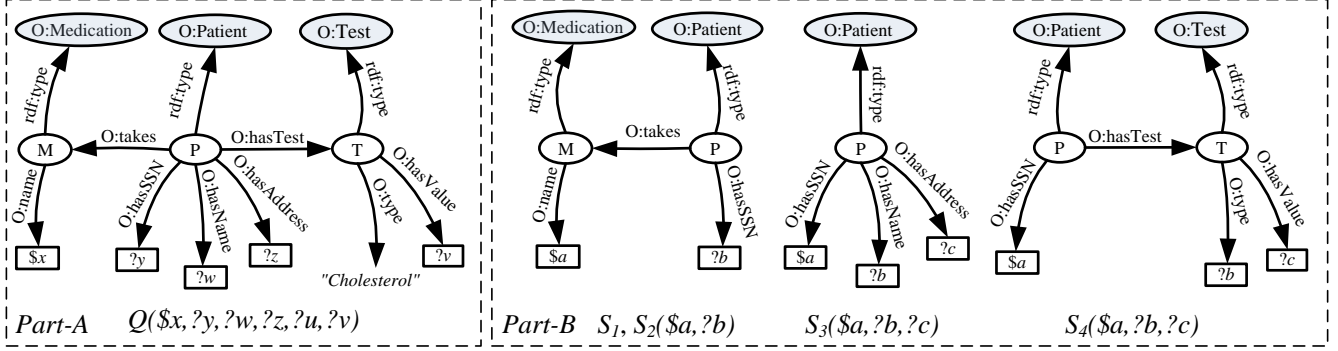 O:Medication O:Patient O:Test
rdf:type rdf:type rdf:type
M O:takes P O:hasTest T
O:name O:hasSSN O:hasName O:hasAddress O:type O:hasValue
$x ?y ?w ?z "Cholesterol" ?v
Part-A Q($x,?y,?w,?z,?u,?v)
O:Medication O:Patient
rdf:type rdf:type
M O:takes P
O:name O:hasSSN
$a ?b
O:Patient
rdf:type
P
O:hasSSN O:hasName O:hasAddress
$a ?b ?c
O:Patient O:Test
rdf:type rdf:type
P O:hasTest T
O:hasSSN O:type O:hasValue
$a ?b ?c
Part-B S1, S2($a,?b) S3($a,?b,?c) S4($a,?b,?c)